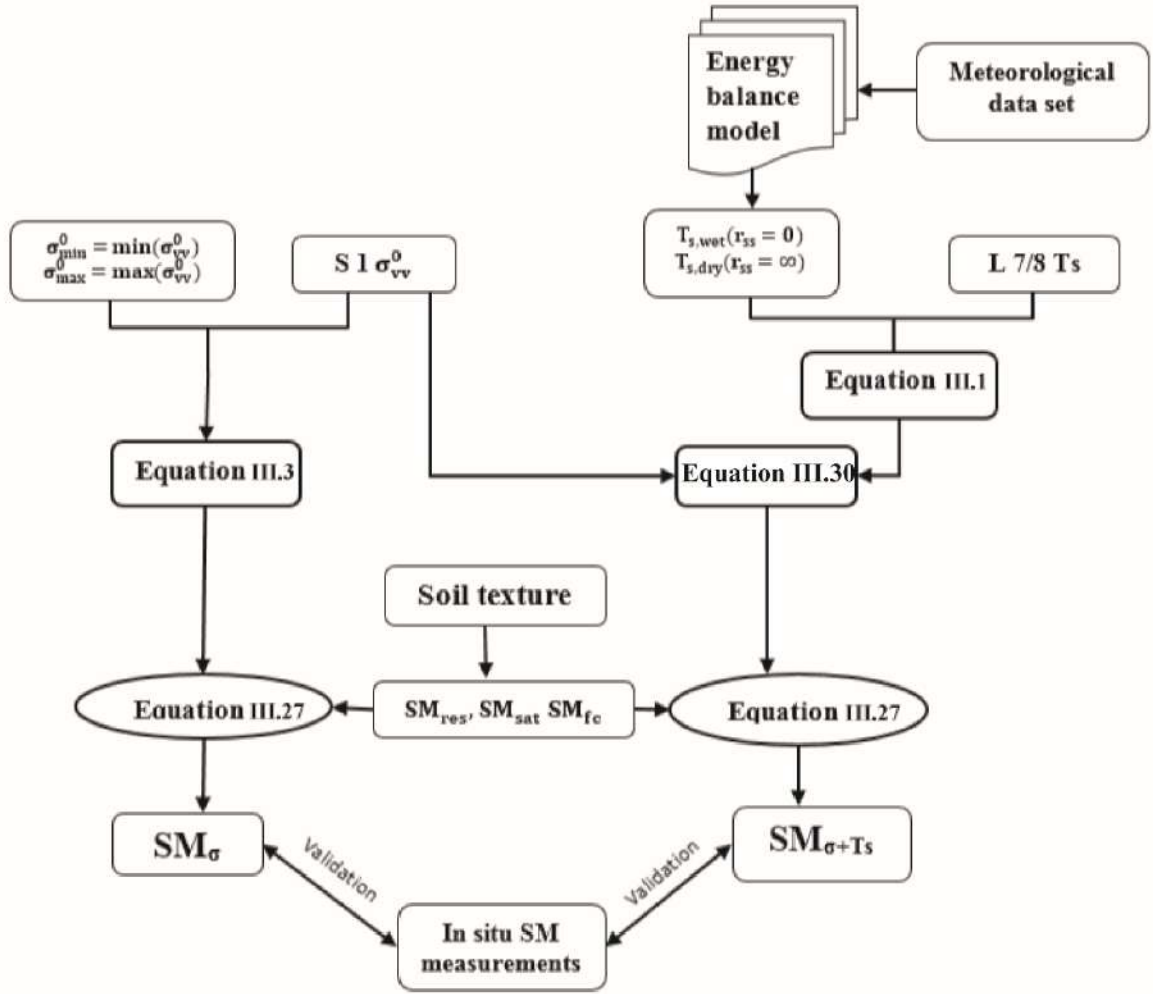 Energy
balance
model
Meteorological
data set
σ⁰min = min(σ⁰vv)
σ⁰max = max(σ⁰vv)
S 1 σ⁰vv
Ts,wet(rss = 0)
Ts,dry(rss = ∞)
L 7/8 Ts
Equation III.1
Equation III.3
Equation III.30
Soil texture
Equation III.27
SMres, SMsat SMfc
Equation III.27
SMσ
Validation
Validation
SMσ+Ts
In situ SM
measurements